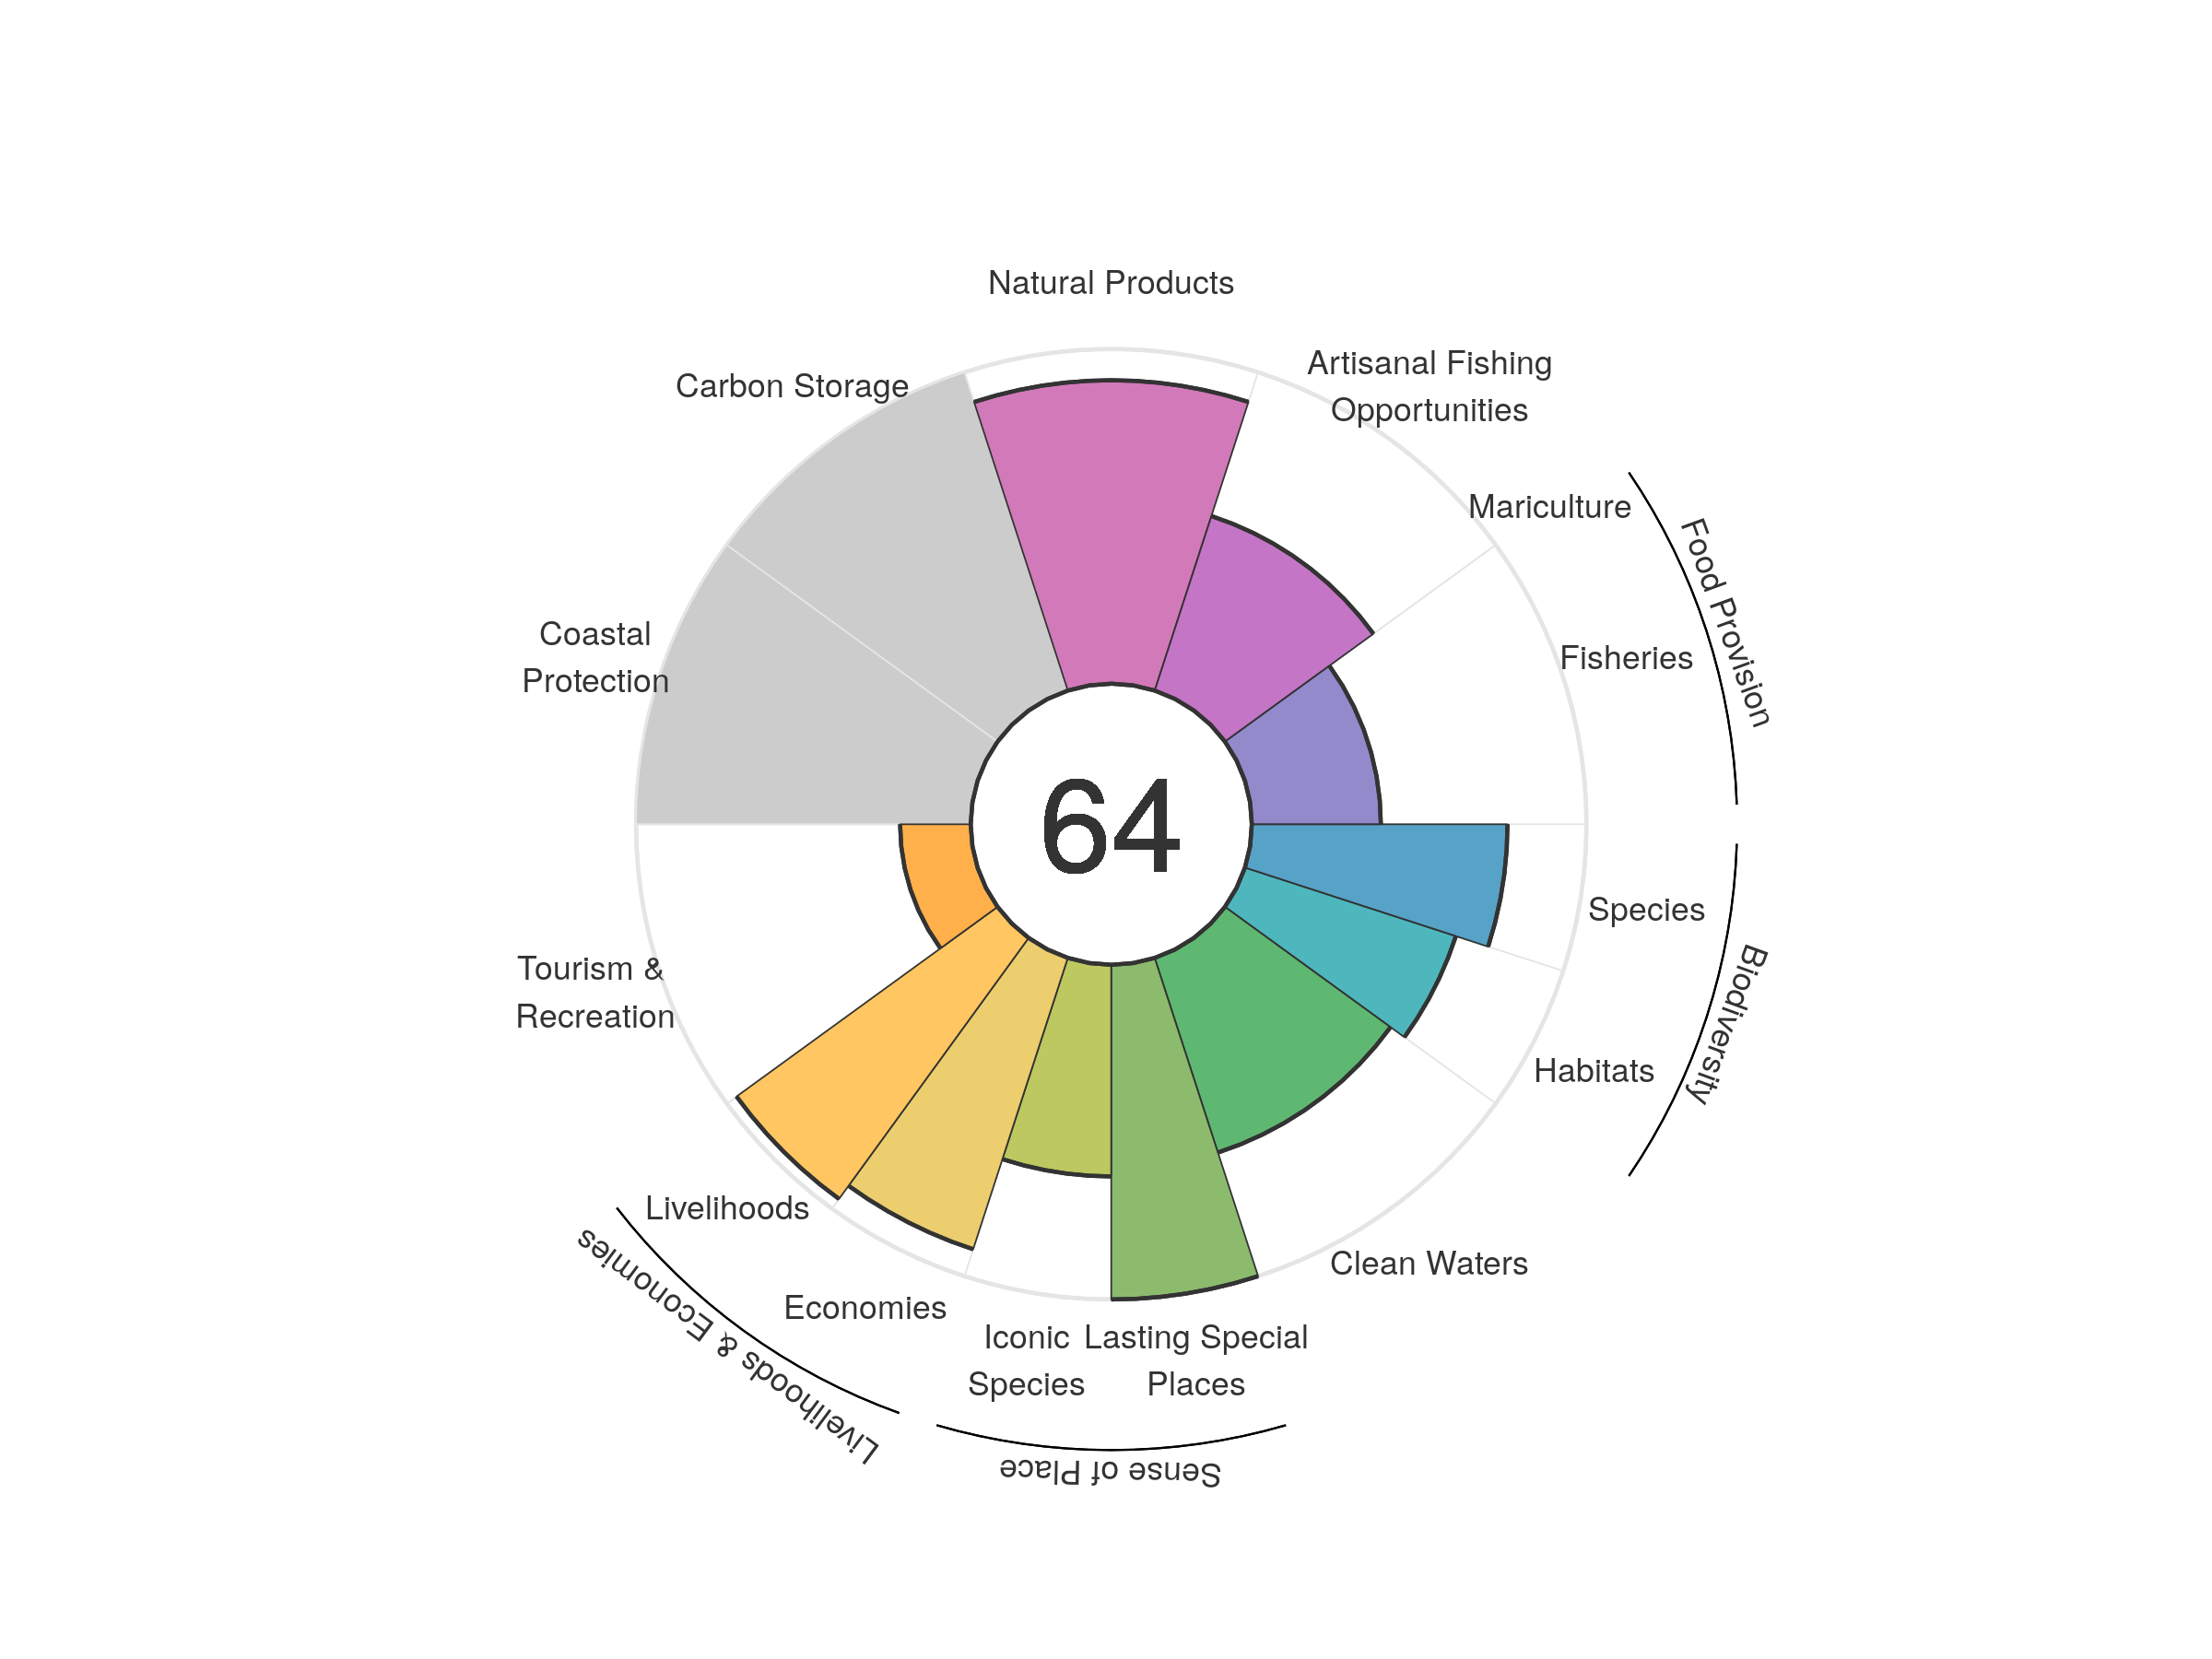 Natural Products
Artisanal Fishing
Opportunities
Carbon Storage
Mariculture
Food Provision
Fisheries
Coastal
Protection
64
Species
Biodiversity
Habitats
Tourism &
Recreation
Livelihoods
Livelihoods & Economies
Economies
Clean Waters
Iconic
Species
Lasting Special
Places
Sense of Place